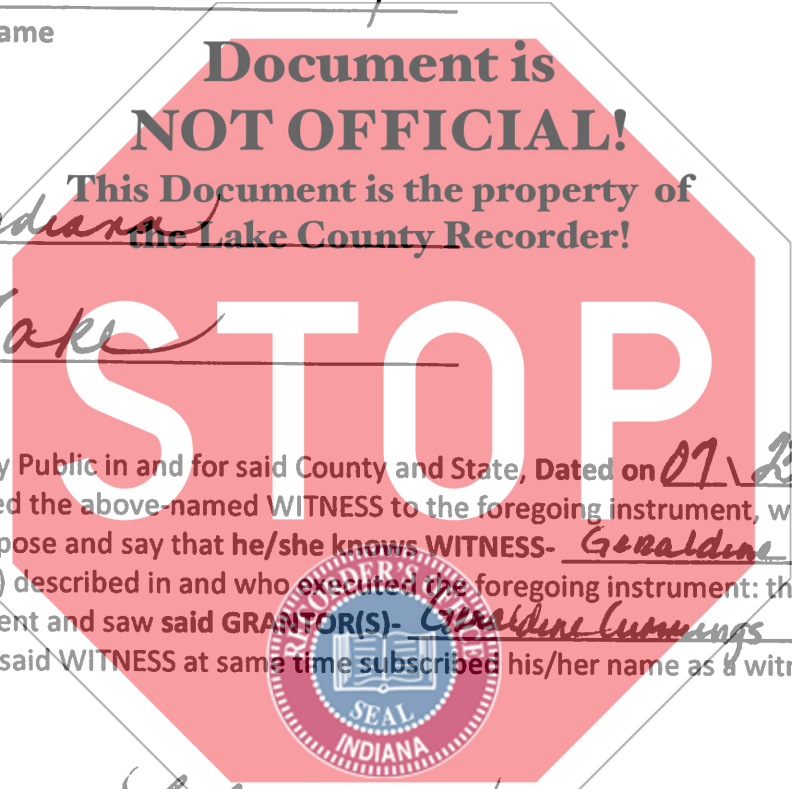 ame
Document is
NOT OFFICIAL!
This Document is the property of
the Lake County Recorder!
ndiana
Lake
STOP
y Public in and for said County and State, Dated on 07\23
ed the above-named WITNESS to the foregoing instrument, w
pose and say that he/she knows WITNESS- Geraldine
) described in and who executed the foregoing instrument: th
ent and saw said GRANTOR(S)- Geraldine Cummings
said WITNESS at same time subscribed his/her name as a witn
RECORDER'S OFFICE
SEAL
INDIANA